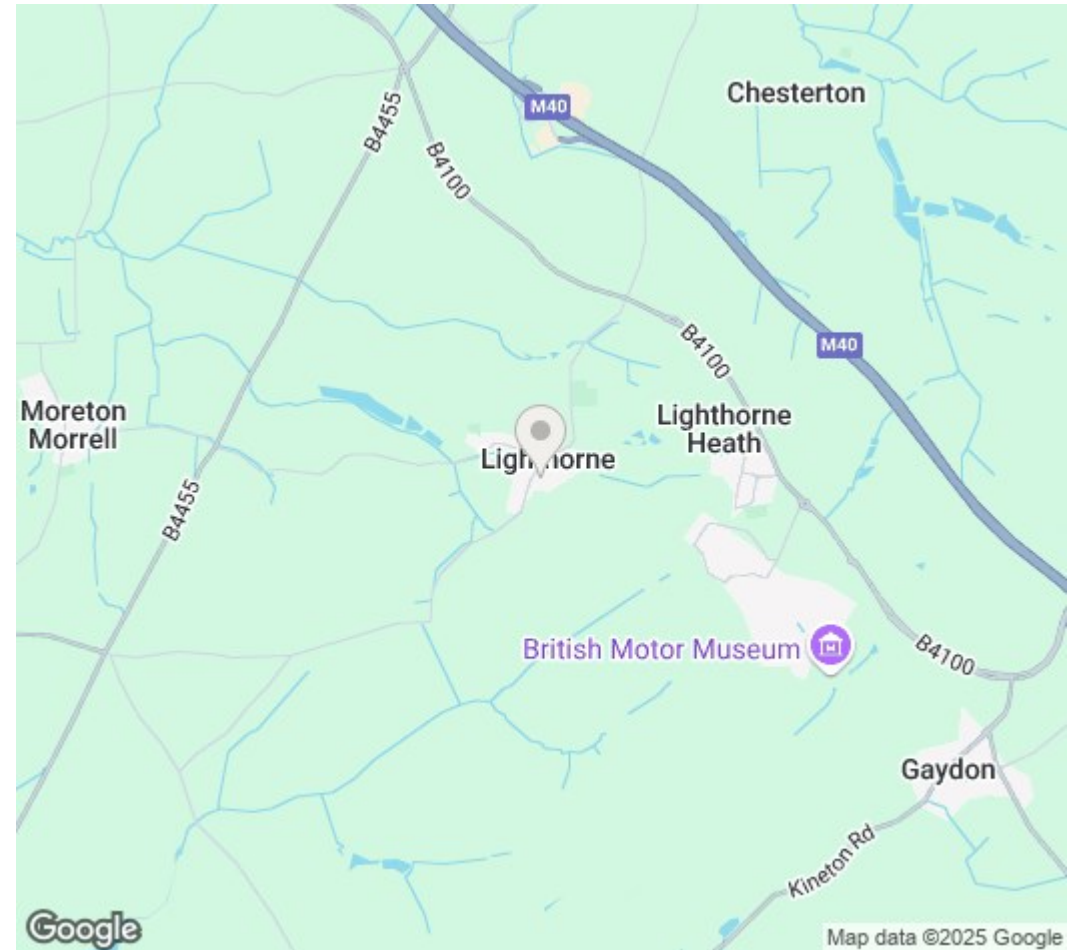 Chesterton
M40
B4455
B4100
M40
B4100
Moreton
Morrell
Lighthorne
Heath
Lighthorne
B4455
British Motor Museum
B4100
Gaydon
Kineton Rd
Google
Map data ©2025 Google